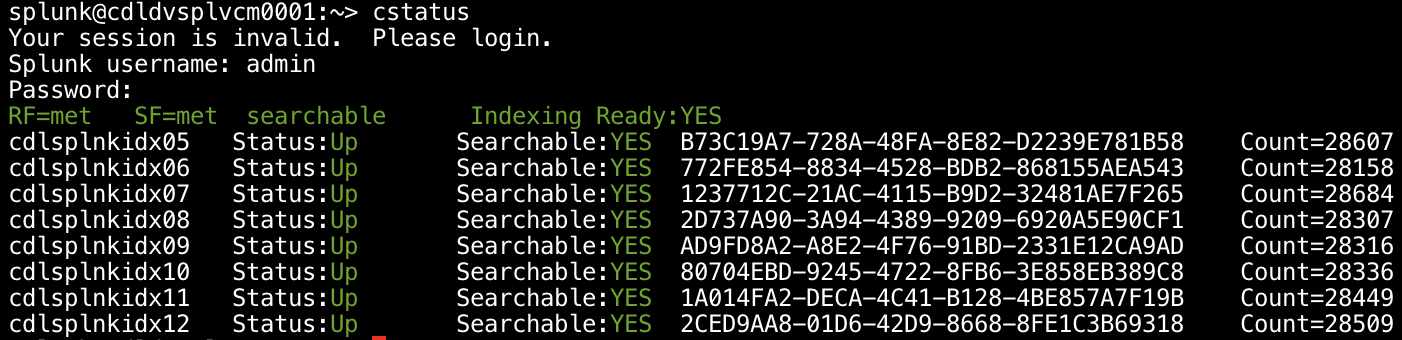 splunk@cdldvsplvcm0001:~> cstatus
Your session is invalid.  Please login.
Splunk username: admin
Password:
RF=met   SF=met  searchable      Indexing Ready:YES
cdlsplnkidx05   Status:Up       Searchable:YES  B73C19A7-728A-48FA-8E82-D2239E781B58    Count=28607
cdlsplnkidx06   Status:Up       Searchable:YES  772FE854-8834-4528-BDB2-868155AEA543    Count=28158
cdlsplnkidx07   Status:Up       Searchable:YES  1237712C-21AC-4115-B9D2-32481AE7F265    Count=28684
cdlsplnkidx08   Status:Up       Searchable:YES  2D737A90-3A94-4389-9209-6920A5E90CF1    Count=28307
cdlsplnkidx09   Status:Up       Searchable:YES  AD9FD8A2-A8E2-4F76-91BD-2331E12CA9AD    Count=28316
cdlsplnkidx10   Status:Up       Searchable:YES  80704EBD-9245-4722-8FB6-3E858EB389C8    Count=28336
cdlsplnkidx11   Status:Up       Searchable:YES  1A014FA2-DECA-4C41-B128-4BE857A7F19B    Count=28449
cdlsplnkidx12   Status:Up       Searchable:YES  2CED9AA8-01D6-42D9-8668-8FE1C3B69318    Count=28509